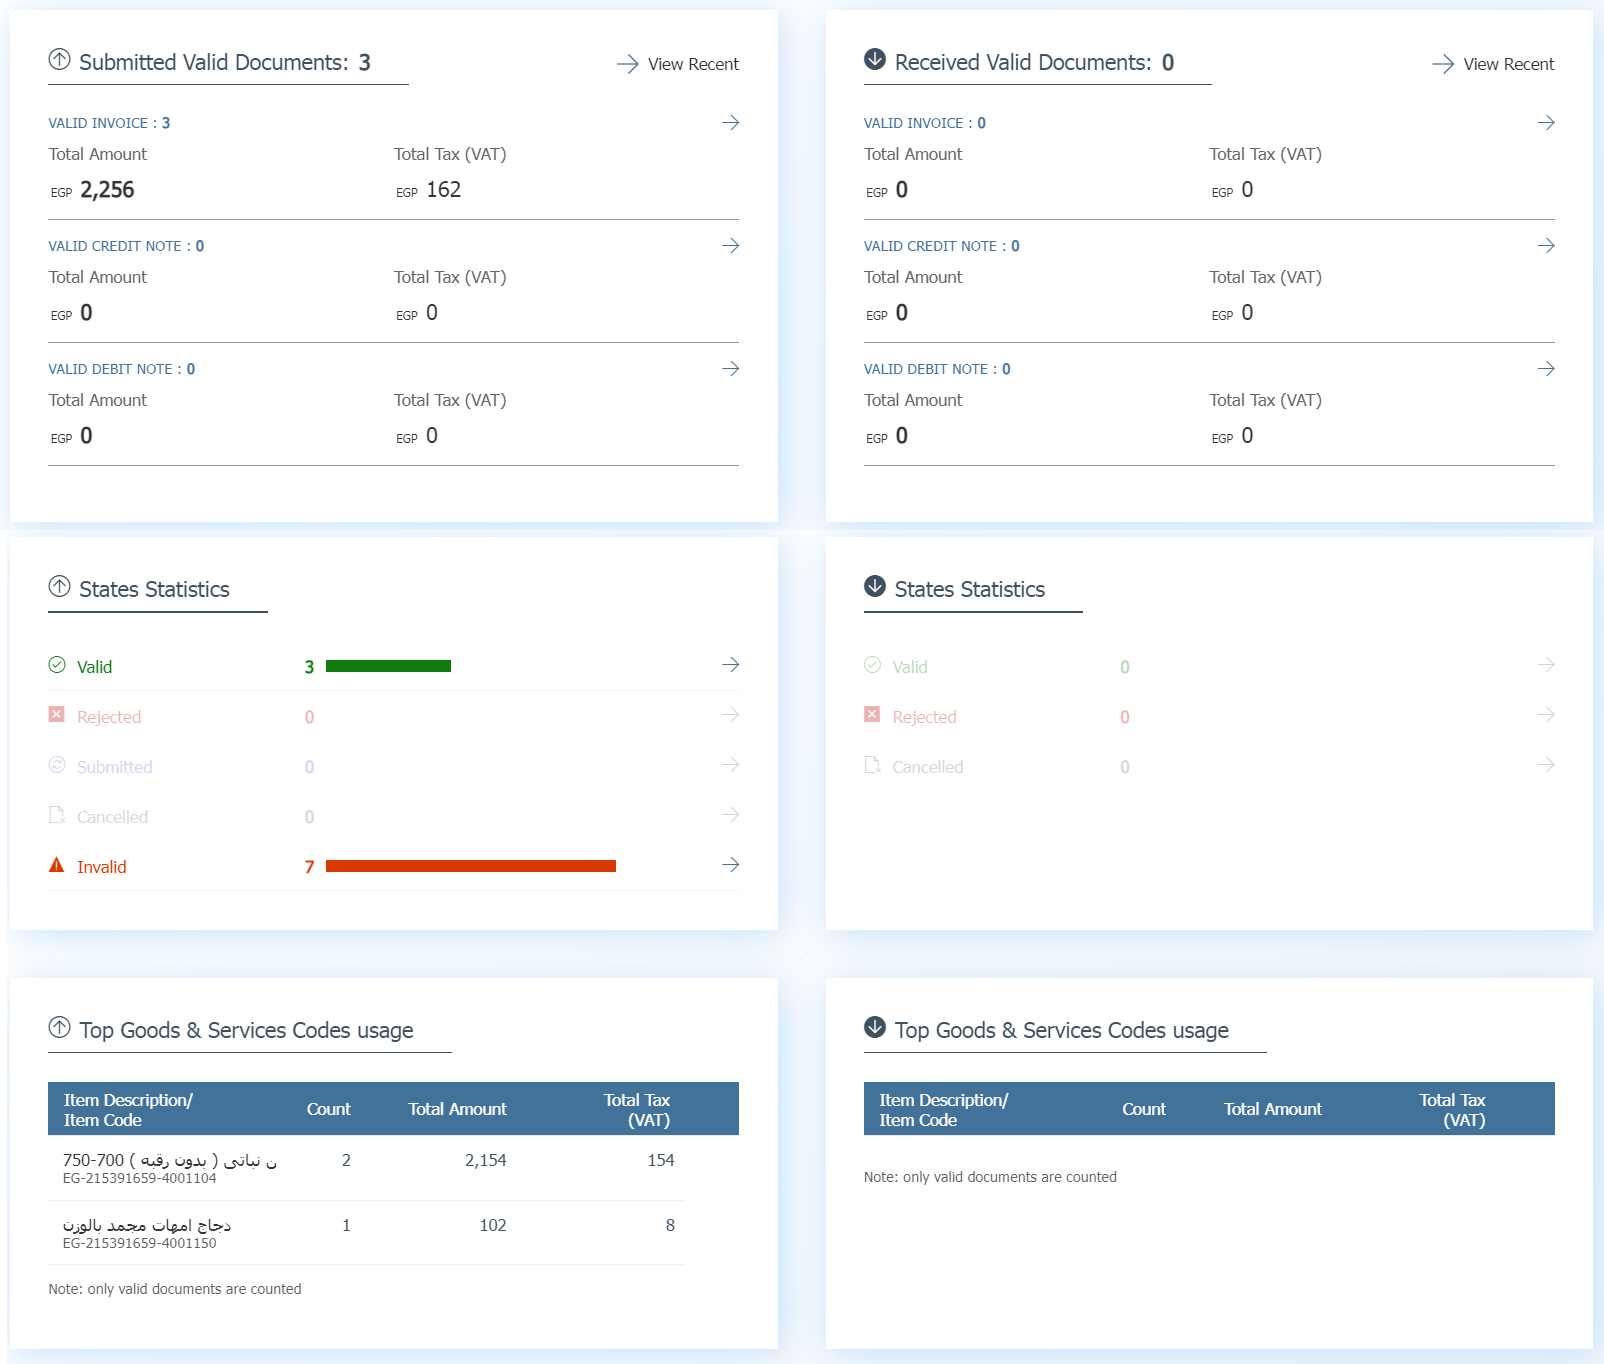 Submitted Valid Documents: 3
View Recent
VALID INVOICE : 3
Total Amount
Total Tax (VAT)
EGP 2,256
EGP 162
VALID CREDIT NOTE : 0
Total Amount
Total Tax (VAT)
EGP 0
EGP 0
VALID DEBIT NOTE : 0
Total Amount
Total Tax (VAT)
EGP 0
EGP 0
Received Valid Documents: 0
View Recent
VALID INVOICE : 0
Total Amount
Total Tax (VAT)
EGP 0
EGP 0
VALID CREDIT NOTE : 0
Total Amount
Total Tax (VAT)
EGP 0
EGP 0
VALID DEBIT NOTE : 0
Total Amount
Total Tax (VAT)
EGP 0
EGP 0
States Statistics
Valid 3
Rejected 0
Submitted 0
Cancelled 0
Invalid 7
States Statistics
Valid 0
Rejected 0
Cancelled 0
Top Goods & Services Codes usage
Item Description/
Item Code
Count
Total Amount
Total Tax
(VAT)
ن نباتى ( بدون رقبه ) 700-750
2
2,154
154
EG-215391659-4001104
دجاج امهات مجمد بالوزن
1
102
8
EG-215391659-4001150
Note: only valid documents are counted
Top Goods & Services Codes usage
Item Description/
Item Code
Count
Total Amount
Total Tax
(VAT)
Note: only valid documents are counted